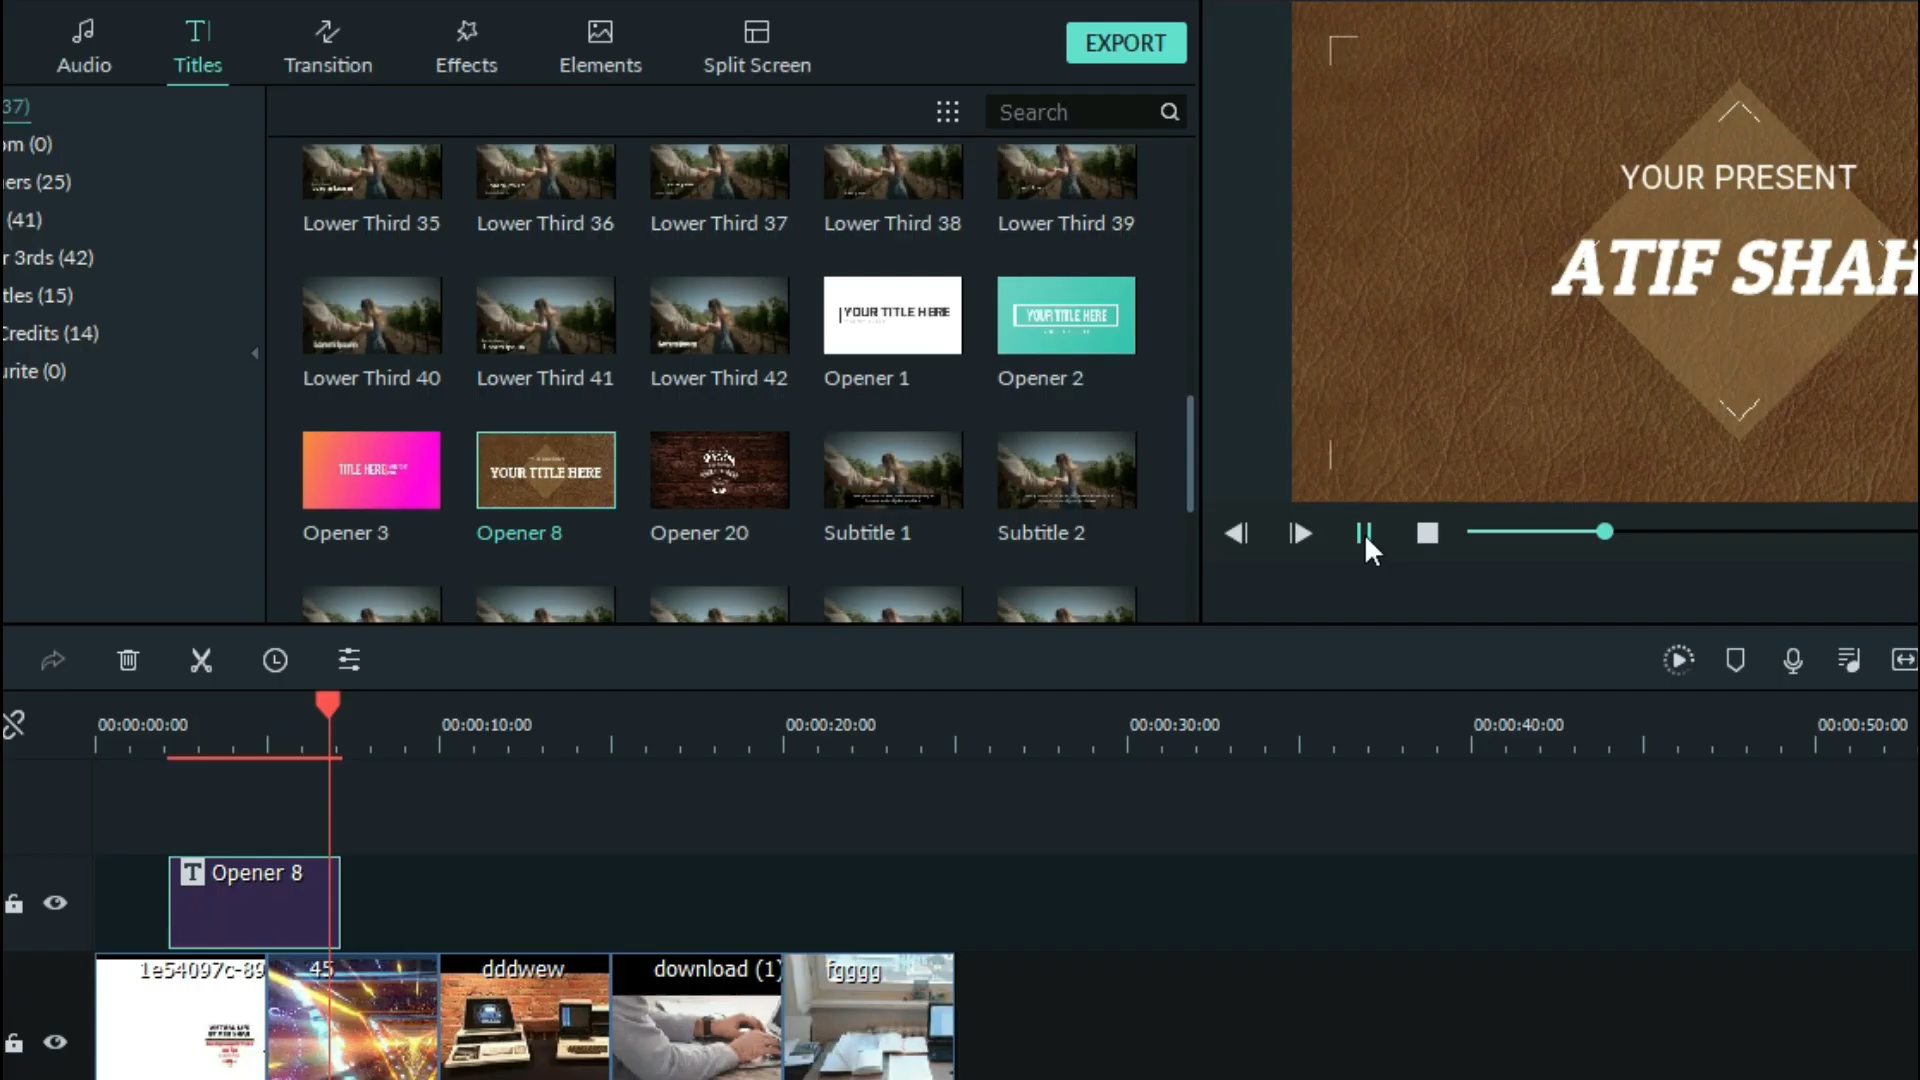 Audio
Titles
Transition
Effects
Elements
Split Screen
EXPORT
37)
om (0)
ers (25)
(41)
r 3rds (42)
tles (15)
Credits (14)
urite (0)
Search
Lower Third 35
Lower Third 36
Lower Third 37
Lower Third 38
Lower Third 39
YOUR TITLE HERE
YOUR TITLE HERE
Lower Third 40
Lower Third 41
Lower Third 42
Opener 1
Opener 2
TITLE HERE
YOUR TITLE HERE
Opener 3
Opener 8
Opener 20
Subtitle 1
Subtitle 2
YOUR PRESENT
ATIF SHAH
00:00:00:00
00:00:10:00
00:00:20:00
00:00:30:00
00:00:40:00
00:00:50:00
T Opener 8
1e54097c-89
45
dddwew
download (1)
fgggg